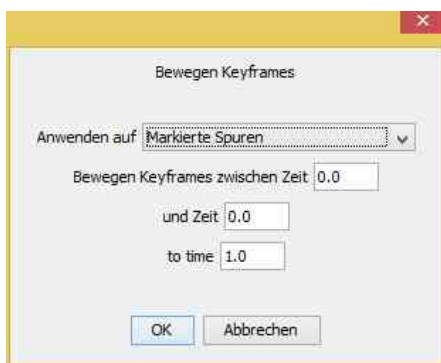 Bewegen Keyframes
Anwenden auf Markierte Spuren
Bewegen Keyframes zwischen Zeit 0.0
und Zeit 0.0
to time 1.0
OK Abbrechen